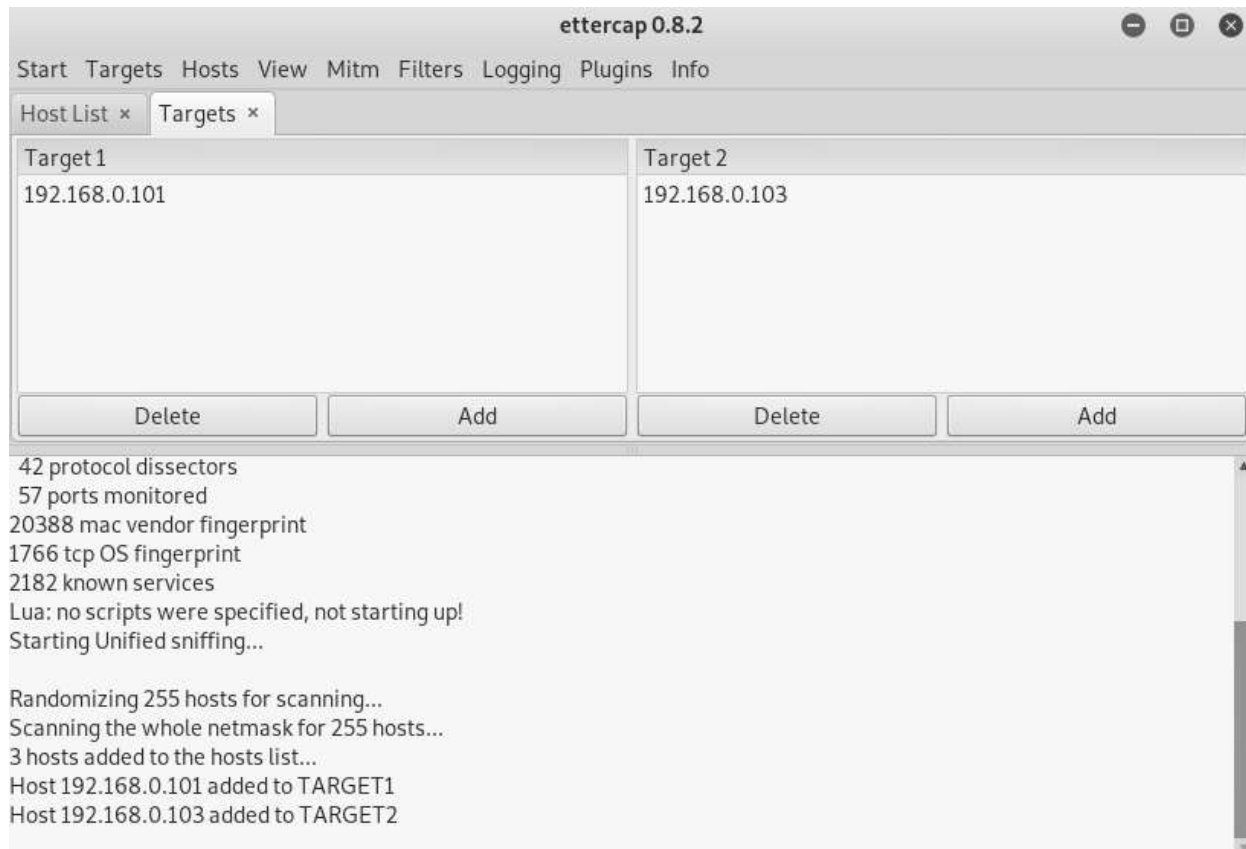 ettercap 0.8.2
Start Targets Hosts View Mitm Filters Logging Plugins Info
Host List × Targets ×
Target 1 Target 2
192.168.0.101 192.168.0.103
Delete Add Delete Add
42 protocol dissectors
57 ports monitored
20388 mac vendor fingerprint
1766 tcp OS fingerprint
2182 known services
Lua: no scripts were specified, not starting up!
Starting Unified sniffing...
Randomizing 255 hosts for scanning...
Scanning the whole netmask for 255 hosts...
3 hosts added to the hosts list...
Host 192.168.0.101 added to TARGET1
Host 192.168.0.103 added to TARGET2